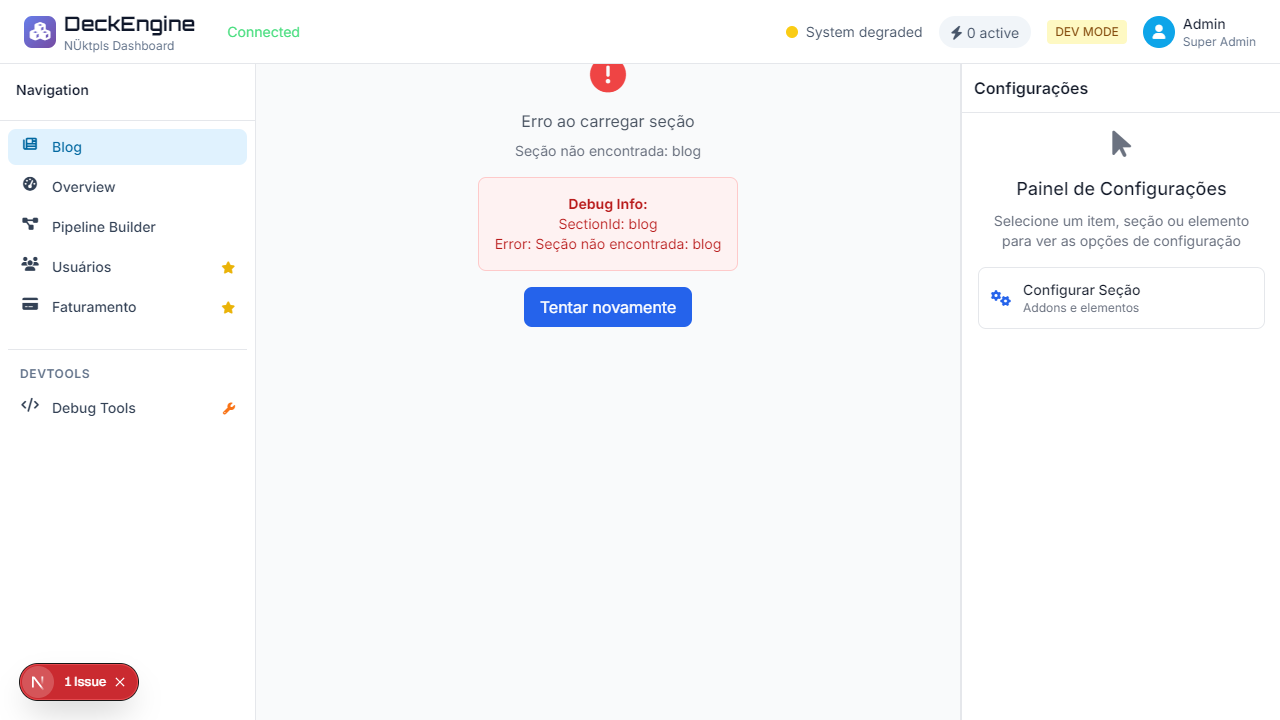 DeckEngine
NÜktpls Dashboard
Connected
System degraded
0 active
DEV MODE
Admin
Super Admin
Navigation
Blog
Overview
Pipeline Builder
Usuários
Faturamento
DEVTOOLS
Debug Tools
1 Issue
Erro ao carregar seção
Seção não encontrada: blog
Debug Info:
SectionId: blog
Error: Seção não encontrada: blog
Tentar novamente
Configurações
Painel de Configurações
Selecione um item, seção ou elemento
para ver as opções de configuração
Configurar Seção
Addons e elementos